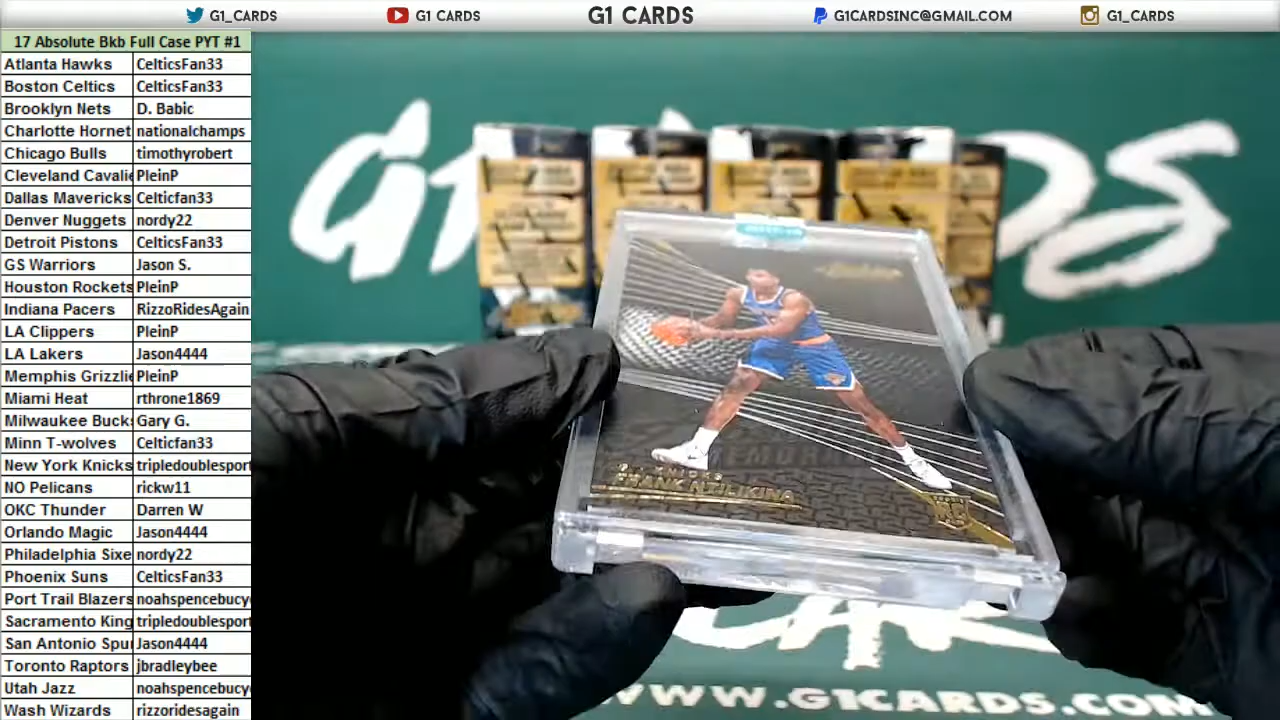 G1_CARDS
G1 CARDS
G1 CARDS
G1CARDSINC@GMAIL.COM
G1_CARDS
17 Absolute Bkb Full Case PYT #1
Atlanta Hawks CelticsFan33
Boston Celtics CelticsFan33
Brooklyn Nets D. Babic
Charlotte Hornet nationalchamps
Chicago Bulls timothyrobert
Cleveland Cavalie PleinP
Dallas Mavericks Celticfan33
Denver Nuggets nordy22
Detroit Pistons CelticsFan33
GS Warriors Jason S.
Houston Rockets PleinP
Indiana Pacers RizzoRidesAgain
LA Clippers PleinP
LA Lakers Jason4444
Memphis Grizzlie PleinP
Miami Heat rthrone1869
Milwaukee Bucks Gary G.
Minn T-wolves Celticfan33
New York Knicks tripledoublesport
NO Pelicans rickw11
OKC Thunder Darren W
Orlando Magic Jason4444
Philadelphia Sixe nordy22
Phoenix Suns CelticsFan33
Port Trail Blazers noahspencebucy
Sacramento King tripledoublesport
San Antonio Spu Jason4444
Toronto Raptors jbradleybee
Utah Jazz noahspencebucy
Wash Wizards rizzoridesagain
FRANK NTILIKINA
WWW.G1CARDS.COM